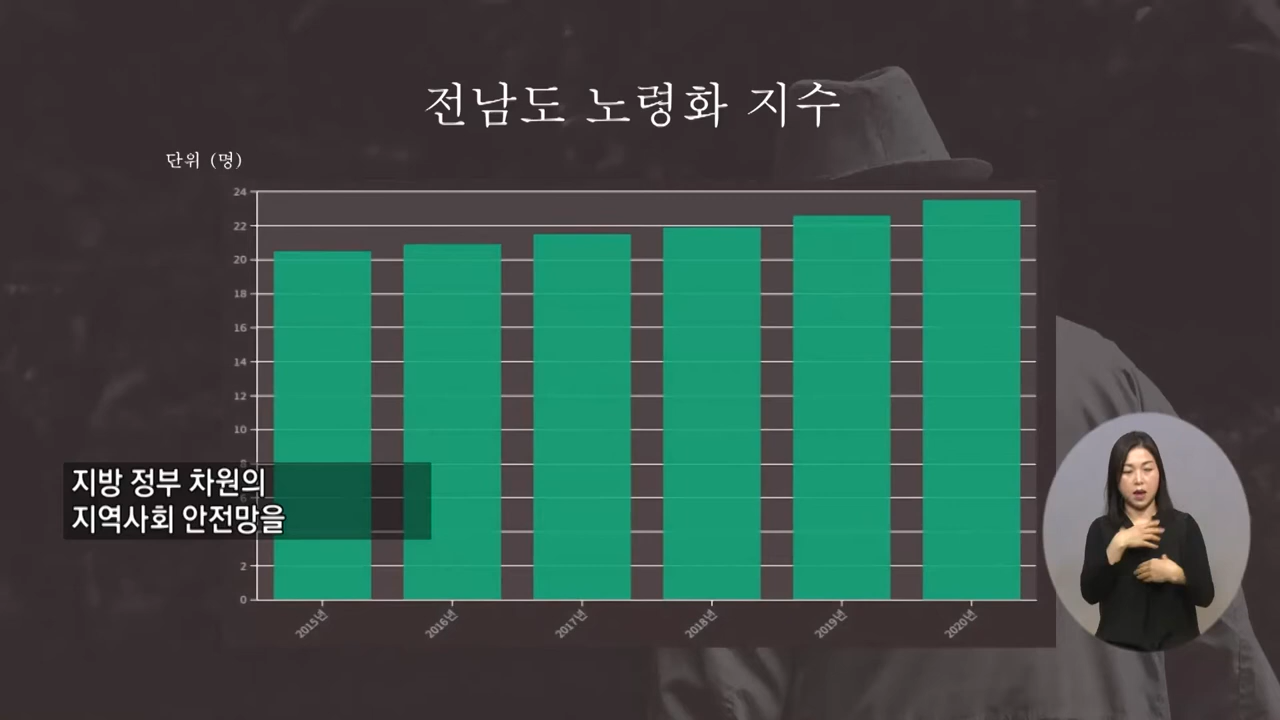 전남도 노령화 지수
단위 (명)
24
22
20
18
16
14
12
10
8
6
2
0
지방 정부 차원의
지역사회 안전망을
2015년
2016년
2017년
2018년
2019년
2020년